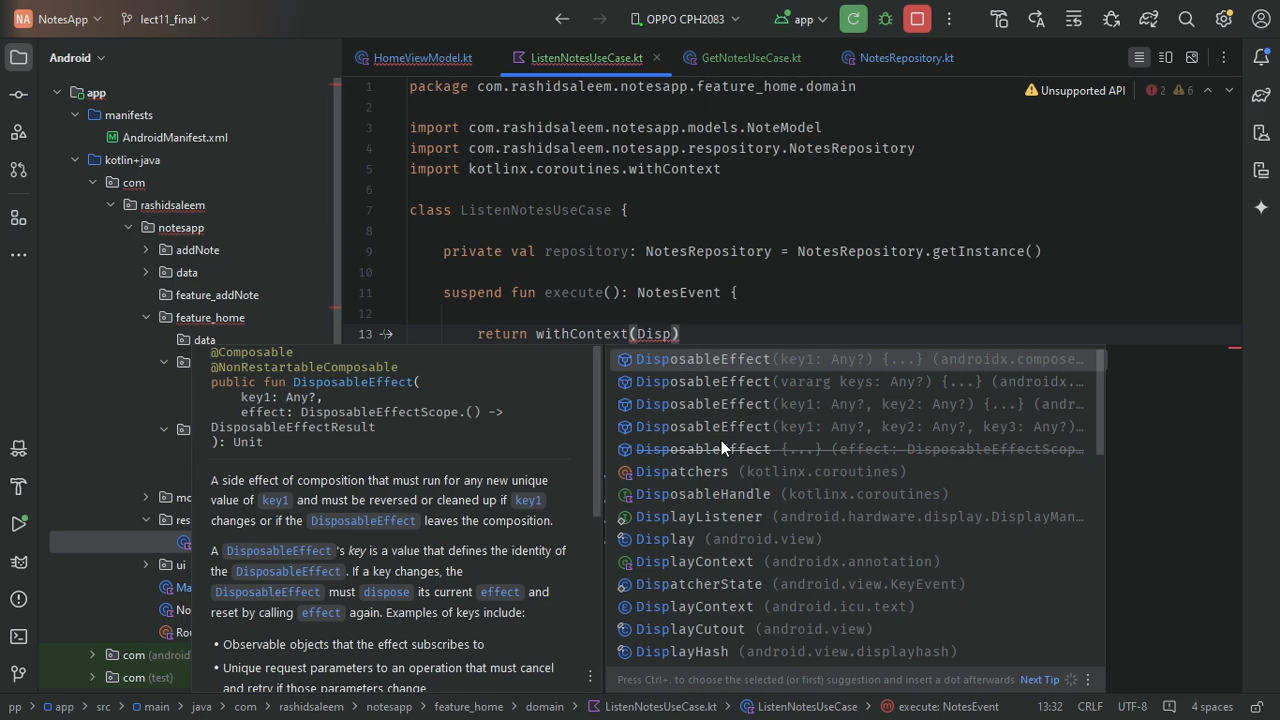 NA NotesApp lect11_final OPPO CPH2083 app
Android
HomeViewModel.kt ListenNotesUseCase.kt GetNotesUseCase.kt NotesRepository.kt
app
manifests
AndroidManifest.xml
kotlin+java
com
rashidsaleem
notesapp
addNote
data
feature_addNote
feature_home
data
res
ui
com (test)
1 package com.rashidsaleem.notesapp.feature_home.domain
Unsupported API 2 6
2
3 import com.rashidsaleem.notesapp.models.NoteModel
4 import com.rashidsaleem.notesapp.respository.NotesRepository
5 import kotlinx.coroutines.withContext
6
7 class ListenNotesUseCase {
8
9 private val repository: NotesRepository = NotesRepository.getInstance()
10
11 suspend fun execute(): NotesEvent {
12
13 return withContext(Disp)
@Composable
@NonRestartableComposable
public fun DisposableEffect(
key1: Any?,
effect: DisposableEffectScope.() ->
DisposableEffectResult
): Unit
A side effect of composition that must run for any new unique
value of key1 and must be reversed or cleaned up if key1
changes or if the DisposableEffect leaves the composition.
A DisposableEffect's key is a value that defines the identity of
the DisposableEffect. If a key changes, the
DisposableEffect must dispose its current effect and
reset by calling effect again. Examples of keys include:
• Observable objects that the effect subscribes to
• Unique request parameters to an operation that must cancel
and retry if those parameters change
DisposableEffect(key1: Any?) {...} (androidx.compose...
DisposableEffect(vararg keys: Any?) {...} (androidx....
DisposableEffect(key1: Any?, key2: Any?) {...} (andr...
DisposableEffect(key1: Any?, key2: Any?, key3: Any?)...
DisposableEffect {...} (effect: DisposableEffectScop...
Dispatchers (kotlinx.coroutines)
DisposableHandle (kotlinx.coroutines)
DisplayListener (android.hardware.display.DisplayMan...
Display (android.view)
DisplayContext (android.annotation)
DispatcherState (android.view.KeyEvent)
DisplayContext (android.icu.text)
DisplayCutout (android.view)
DisplayHash (android.view.displayhash)
Press Ctrl+. to choose the selected (or first) suggestion and insert a dot afterwards Next Tip
pp app src main java com rashidsaleem notesapp feature_home domain ListenNotesUseCase.kt ListenNotesUseCase execute: NotesEvent 13:32 CRLF UTF-8 4 spaces